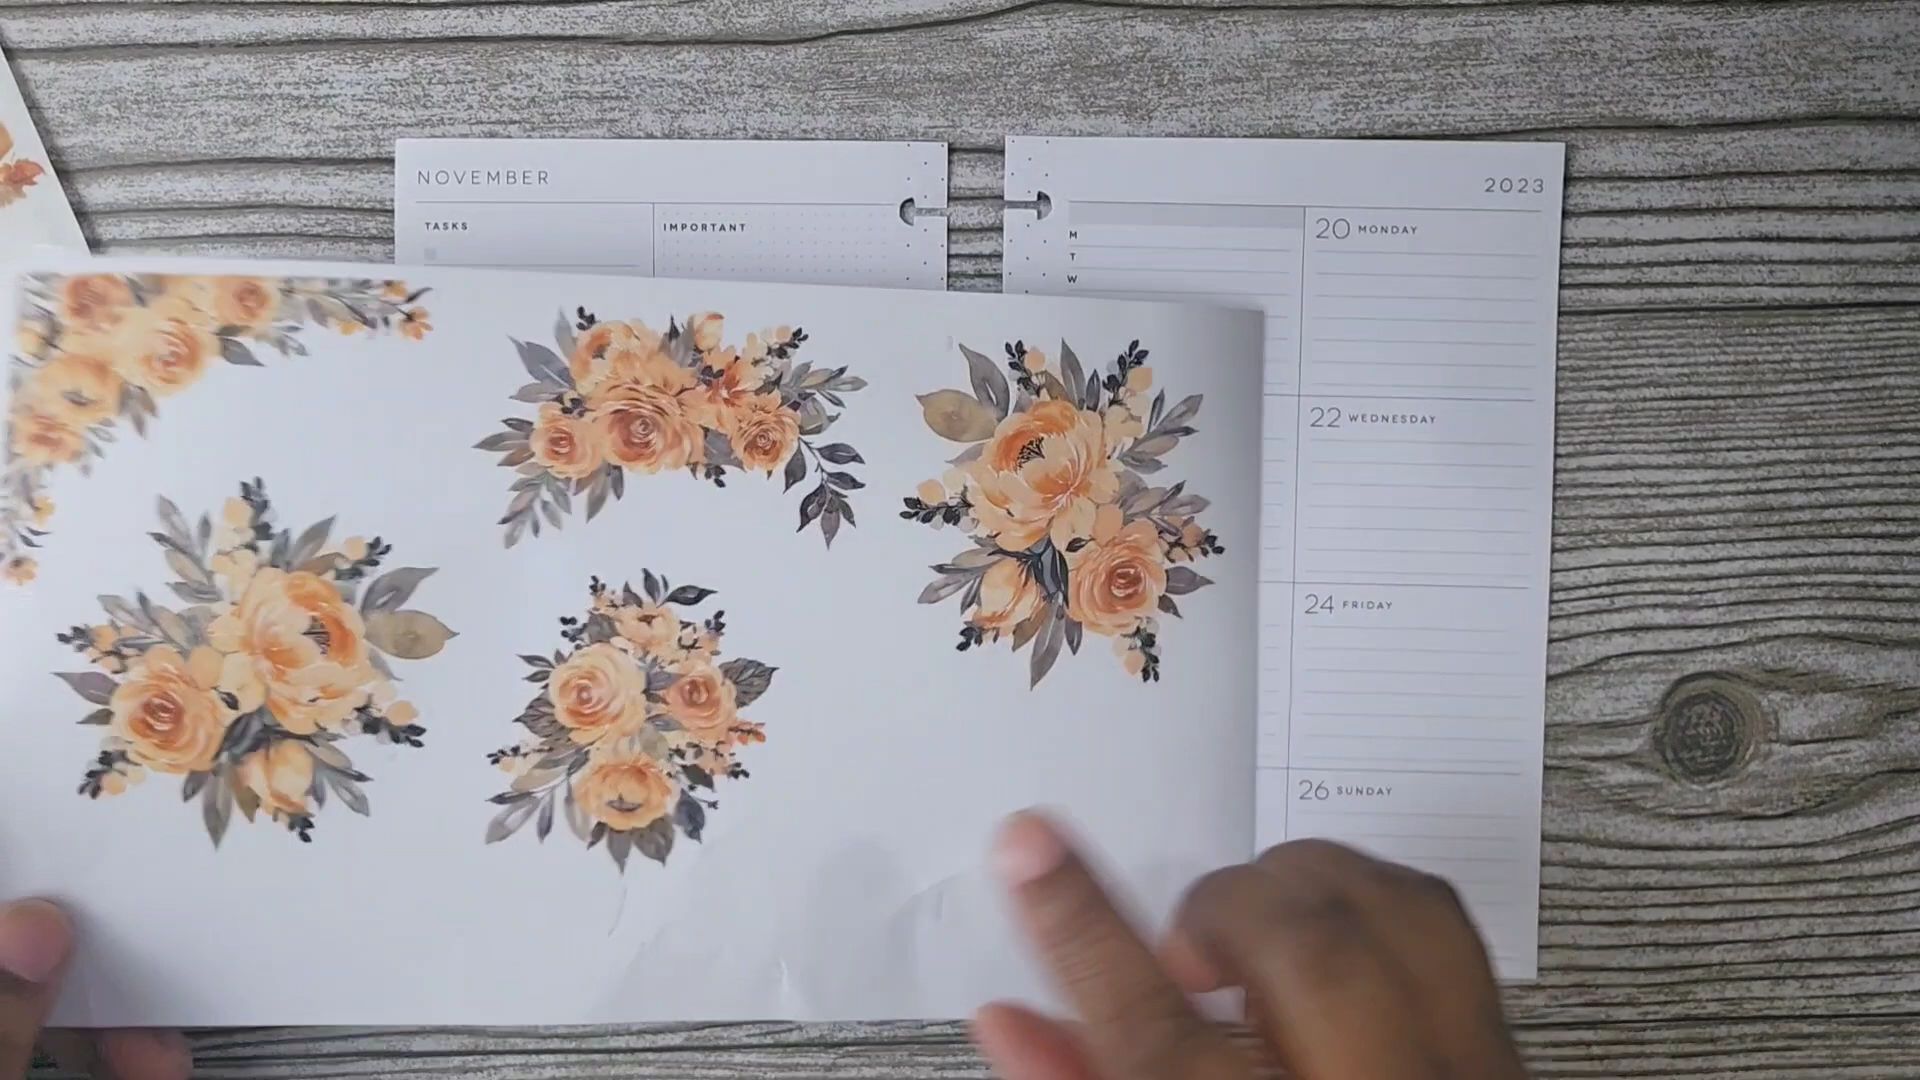 NOVEMBER
TASKS
IMPORTANT
2023
M
T
W
20 MONDAY
22 WEDNESDAY
24 FRIDAY
26 SUNDAY